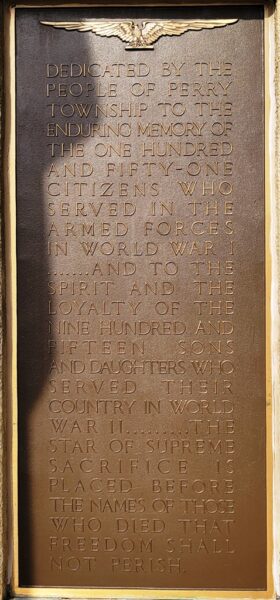 DEDICATED BY THE
PEOPLE OF PERRY
TOWNSHIP TO THE
ENDURING MEMORY OF
THE ONE HUNDRED
AND FIFTY-ONE
CITIZENS WHO
SERVED IN THE
ARMED FORCES
IN WORLD WAR I
.......AND TO THE
SPIRIT AND THE
LOYALTY OF THE
NINE HUNDRED AND
FIFTEEN SONS
AND DAUGHTERS WHO
SERVED THEIR
COUNTRY IN WORLD
WAR II..........THE
STAR OF SUPREME
SACRIFICE IS
PLACED BEFORE
THE NAMES OF THOSE
WHO DIED THAT
FREEDOM SHALL
NOT PERISH.